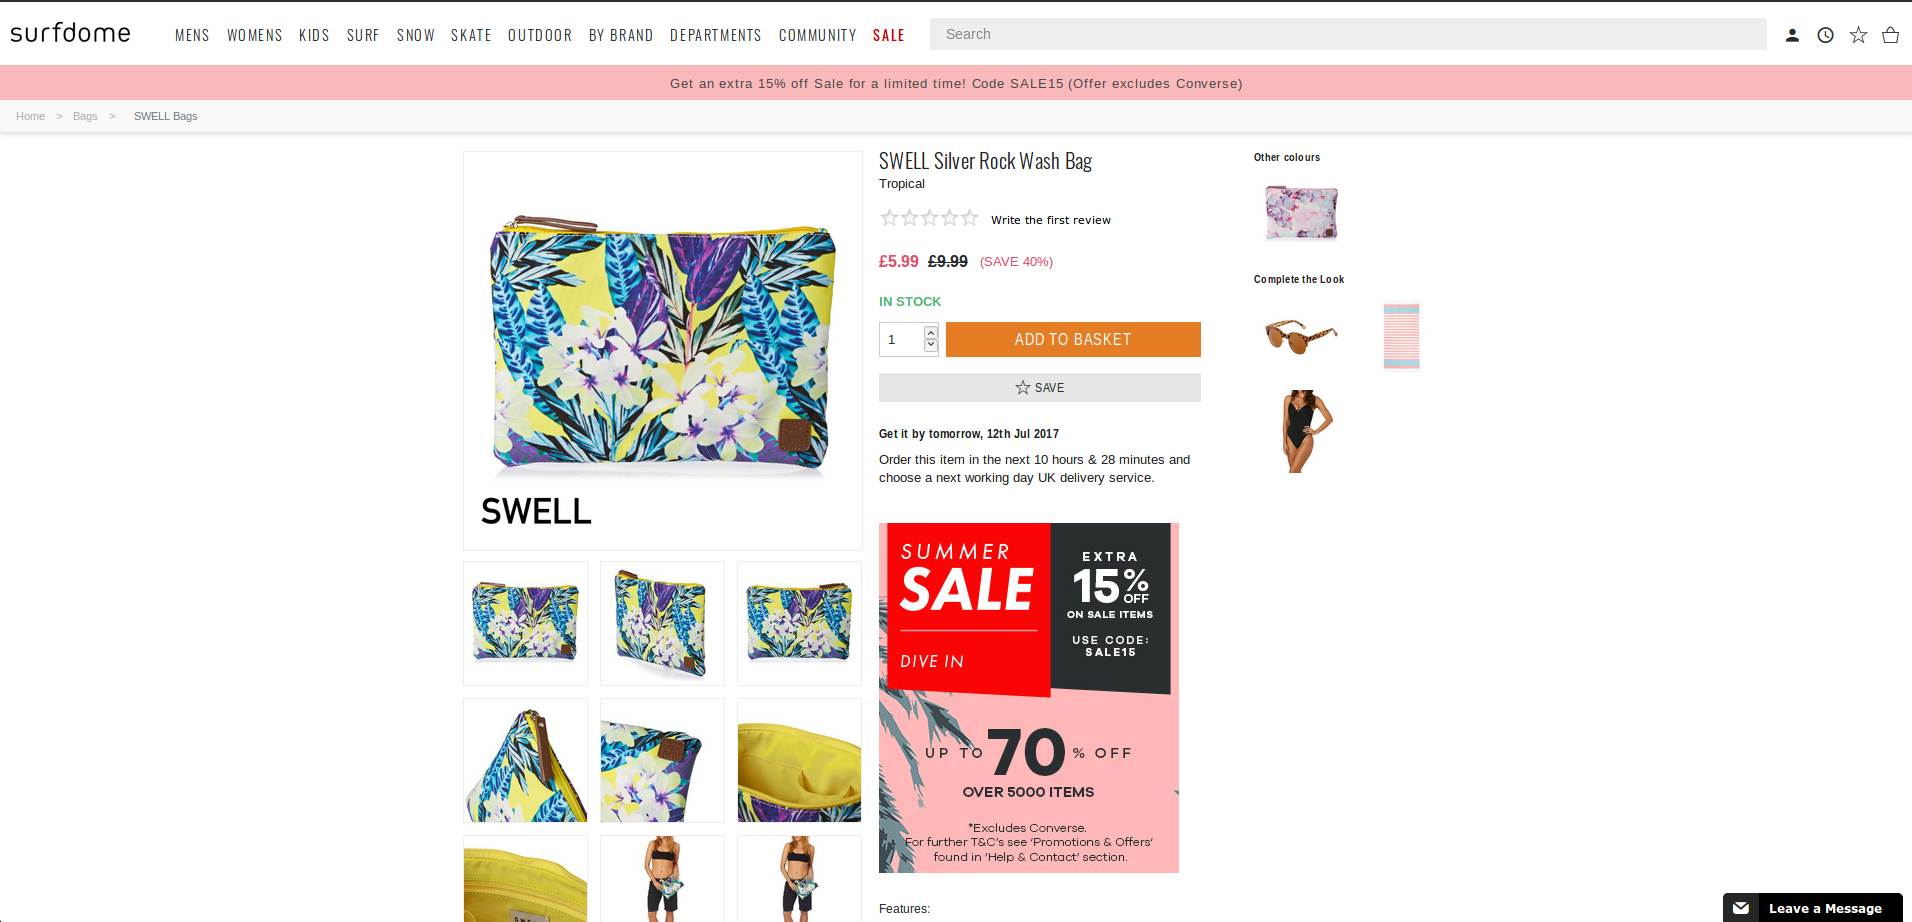 surfdome
MENS WOMENS KIDS SURF SNOW SKATE OUTDOOR BY BRAND DEPARTMENTS COMMUNITY SALE
Search
Get an extra 15% off Sale for a limited time! Code SALE15 (Offer excludes Converse)
Home > Bags > SWELL Bags
SWELL
SWELL Silver Rock Wash Bag
Tropical
Write the first review
£5.99 £9.99 (SAVE 40%)
IN STOCK
1
ADD TO BASKET
SAVE
Get it by tomorrow, 12th Jul 2017
Order this item in the next 10 hours & 28 minutes and
choose a next working day UK delivery service.
SUMMER
SALE
DIVE IN
EXTRA
15%
OFF
ON SALE ITEMS
USE CODE:
SALE15
UP TO 70% OFF
OVER 5000 ITEMS
*Excludes Converse.
For further T&C's see 'Promotions & Offers'
found in 'Help & Contact' section.
Features:
Other colours
Complete the Look
SWELL
Leave a Message